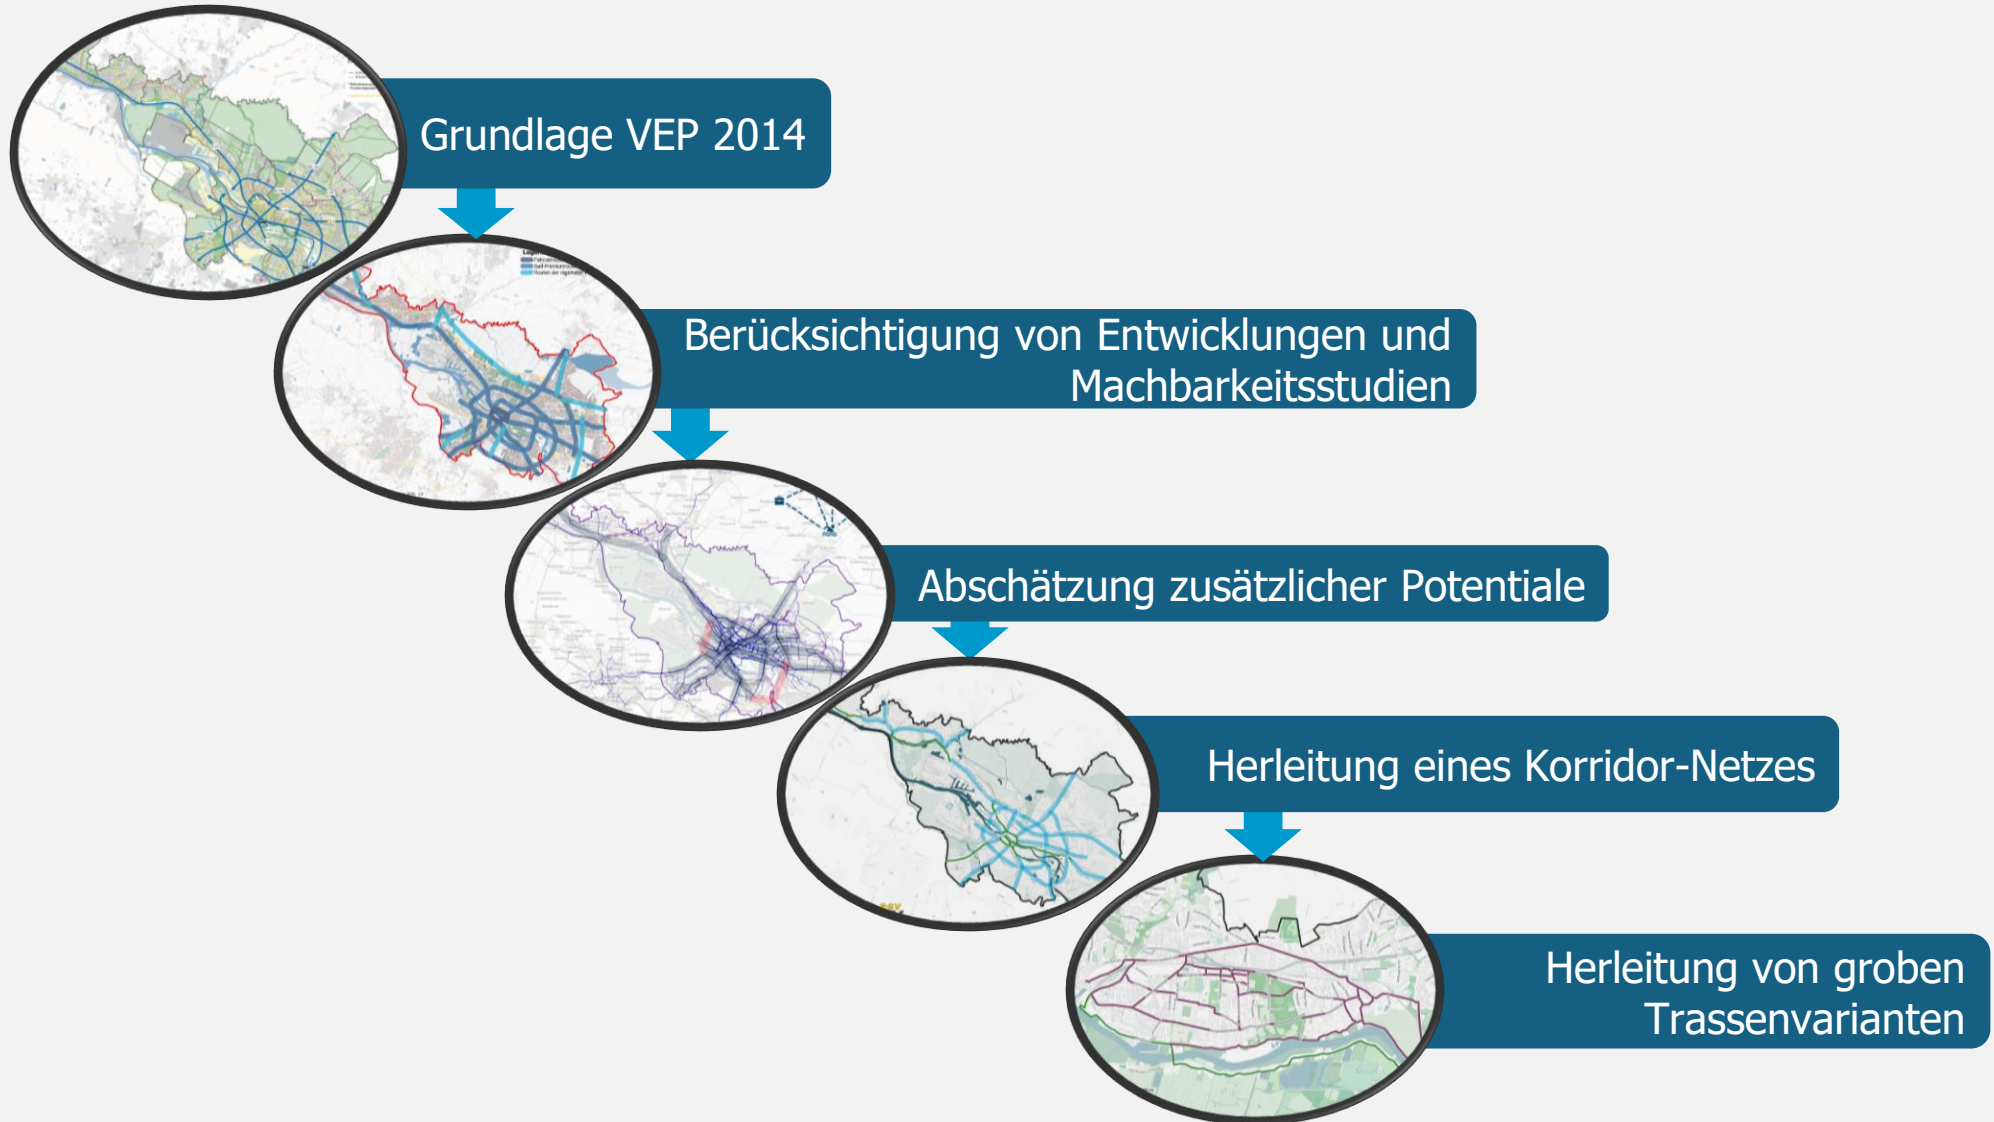 Grundlage VEP 2014
Berücksichtigung von Entwicklungen und
Machbarkeitsstudien
Abschätzung zusätzlicher Potentiale
Herleitung eines Korridor-Netzes
Herleitung von groben
Trassenvarianten